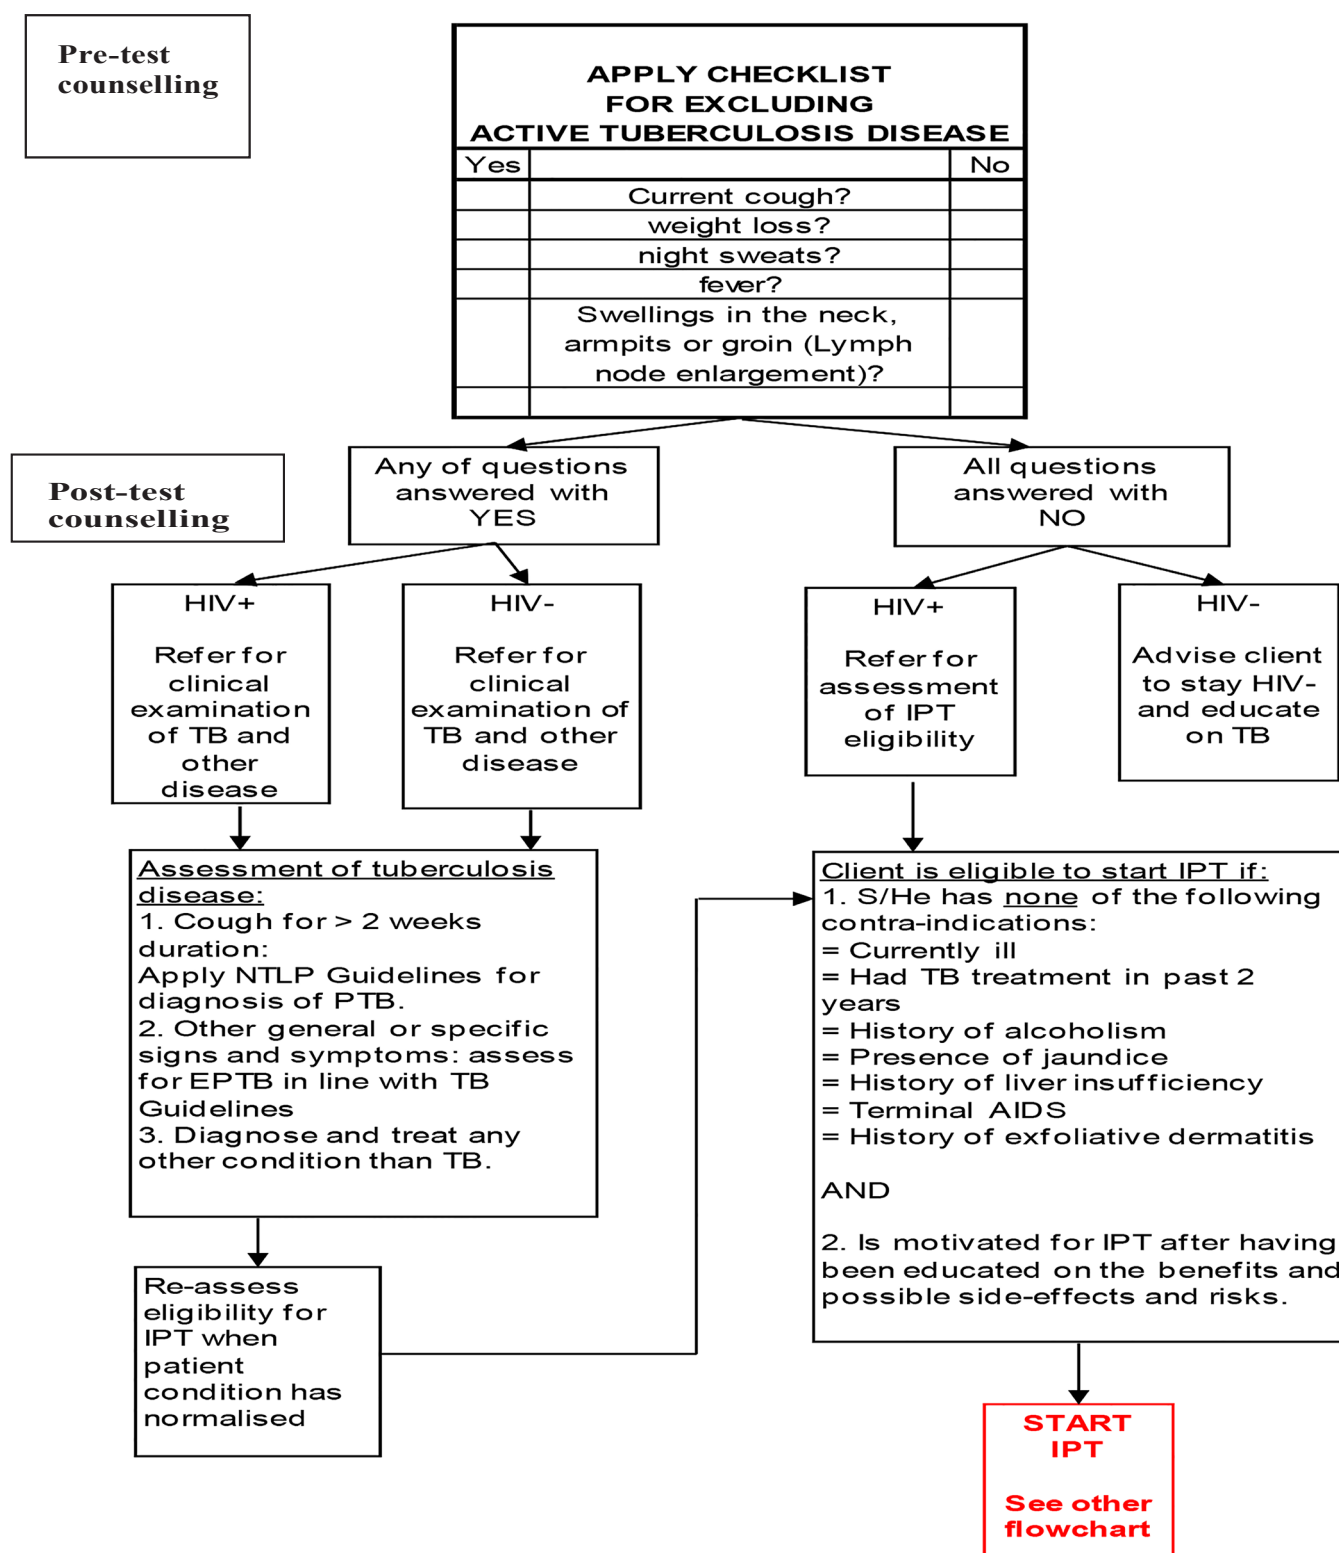 Pre-test
counselling
APPLY CHECKLIST
FOR EXCLUDING
ACTIVE TUBERCULOSIS DISEASE
Yes
No
Current cough?
weight loss?
night sweats?
fever?
Swellings in the neck,
armpits or groin (Lymph
node enlargement)?
Post-test
counselling
Any of questions
answered with
YES
All questions
answered with
NO
HIV+
Refer for
clinical
examination
of TB and
other
disease
HIV-
Refer for
clinical
examination of
TB and other
disease
HIV+
Refer for
assessment
of IPT
eligibility
HIV-
Advise client
to stay HIV-
and educate
on TB
Assessment of tuberculosis
disease:
1. Cough for > 2 weeks
duration:
Apply NTLP Guidelines for
diagnosis of PTB.
2. Other general or specific
signs and symptoms: assess
for EPTB in line with TB
Guidelines
3. Diagnose and treat any
other condition than TB.
Client is eligible to start IPT if:
1. S/He has none of the following
contra-indications:
= Currently ill
= Had TB treatment in past 2
years
= History of alcoholism
= Presence of jaundice
= History of liver insufficiency
= Terminal AIDS
= History of exfoliative dermatitis
AND
2. Is motivated for IPT after having
been educated on the benefits and
possible side-effects and risks.
Re-assess
eligibility for
IPT when
patient
condition has
normalised
START
IPT
See other
flowchart